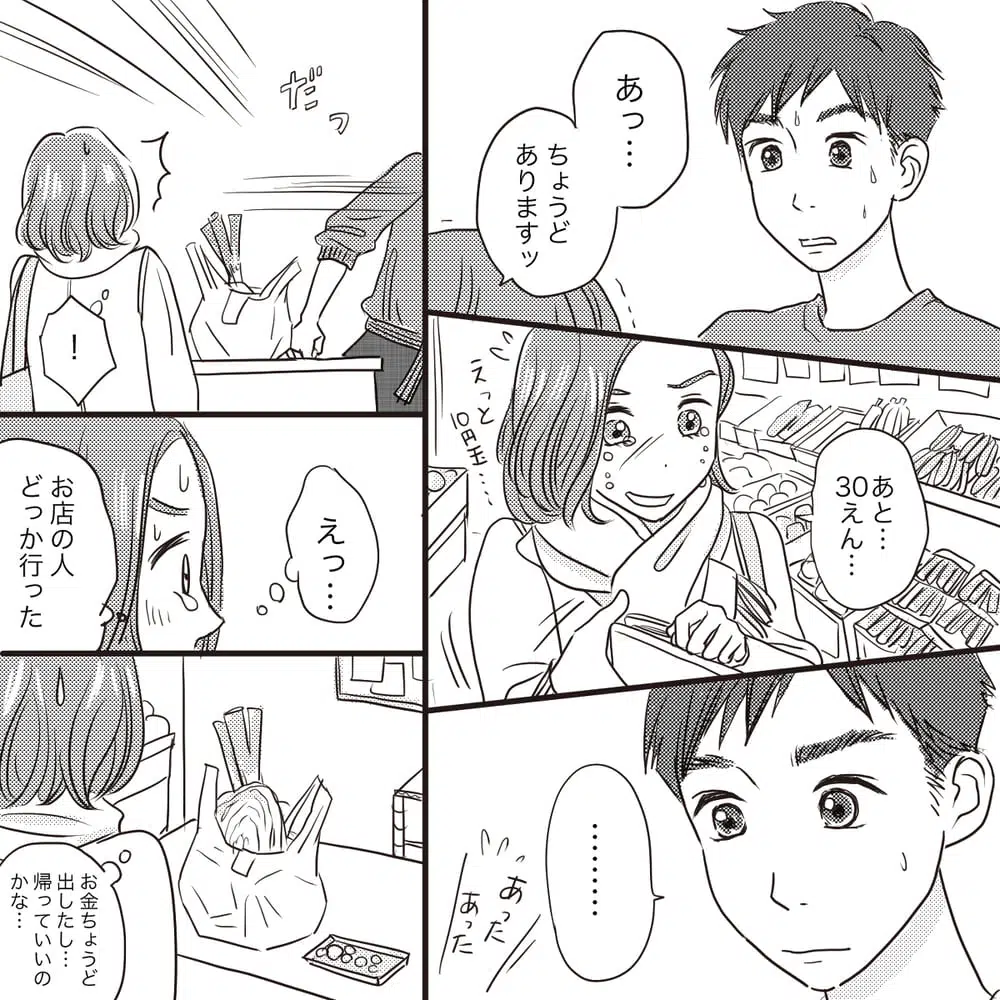 あっ…
ちょうど
ありますッ
えっと
10円玉……
あと…
30えん…
………
あった
あった
だっ
！
えっ…
お店の人
どっか行った
お金ちょうど
出したし…
帰っていいの
かな…